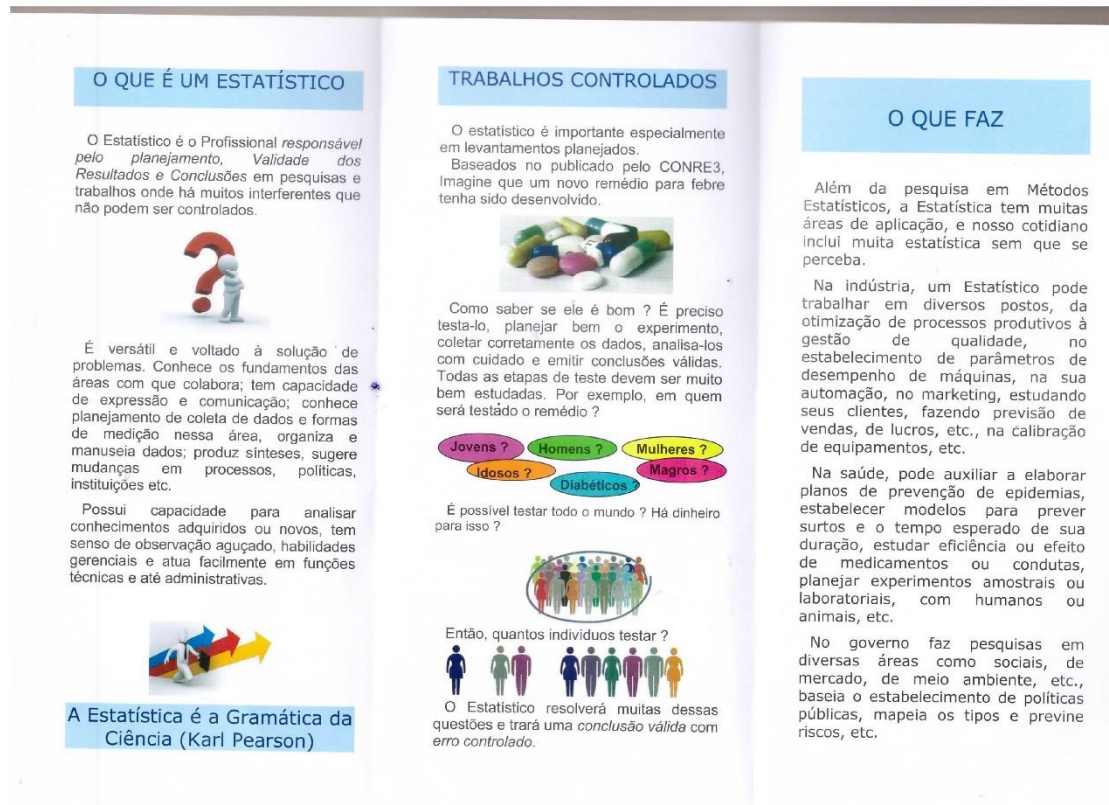 O QUE É UM ESTATÍSTICO
O Estatístico é o Profissional responsável
pelo planejamento, Validade dos
Resultados e Conclusões em pesquisas e
trabalhos onde há muitos interferentes que
não podem ser controlados.
É versátil e voltado à solução de
problemas. Conhece os fundamentos das
áreas com que colabora; tem capacidade
de expressão e comunicação; conhece
planejamento de coleta de dados e formas
de medição nessa área, organiza e
manuseia dados; produz sínteses, sugere
mudanças em processos, políticas,
instituições etc.
Possui capacidade para analisar
conhecimentos adquiridos ou novos, tem
senso de observação aguçado, habilidades
gerenciais e atua facilmente em funções
técnicas e até administrativas.
A Estatística é a Gramática da
Ciência (Karl Pearson)
TRABALHOS CONTROLADOS
O estatístico é importante especialmente
em levantamentos planejados.
Baseados no publicado pelo CONRE3,
Imagine que um novo remédio para febre
tenha sido desenvolvido.
Como saber se ele é bom ? É preciso
testa-lo, planejar bem o experimento,
coletar corretamente os dados, analisa-los
com cuidado e emitir conclusões válidas.
Todas as etapas de teste devem ser muito
bem estudadas. Por exemplo, em quem
será testado o remédio ?
Jovens ? Homens ? Mulheres ?
Idosos ? Diabéticos ? Magros ?
É possível testar todo o mundo ? Há dinheiro
para isso ?
Então, quantos indivíduos testar ?
O Estatístico resolverá muitas dessas
questões e trará uma conclusão válida com
erro controlado.
O QUE FAZ
Além da pesquisa em Métodos
Estatísticos, a Estatística tem muitas
áreas de aplicação, e nosso cotidiano
inclui muita estatística sem que se
perceba.
Na indústria, um Estatístico pode
trabalhar em diversos postos, da
otimização de processos produtivos à
gestão de qualidade, no
estabelecimento de parâmetros de
desempenho de máquinas, na sua
automação, no marketing, estudando
seus clientes, fazendo previsão de
vendas, de lucros, etc., na calibração
de equipamentos, etc.
Na saúde, pode auxiliar a elaborar
planos de prevenção de epidemias,
estabelecer modelos para prever
surtos e o tempo esperado de sua
duração, estudar eficiência ou efeito
de medicamentos ou condutas,
planejar experimentos amostrais ou
laboratoriais, com humanos ou
animais, etc.
No governo faz pesquisas em
diversas áreas como sociais, de
mercado, de meio ambiente, etc.,
baseia o estabelecimento de políticas
públicas, mapeia os tipos e previne
riscos, etc.